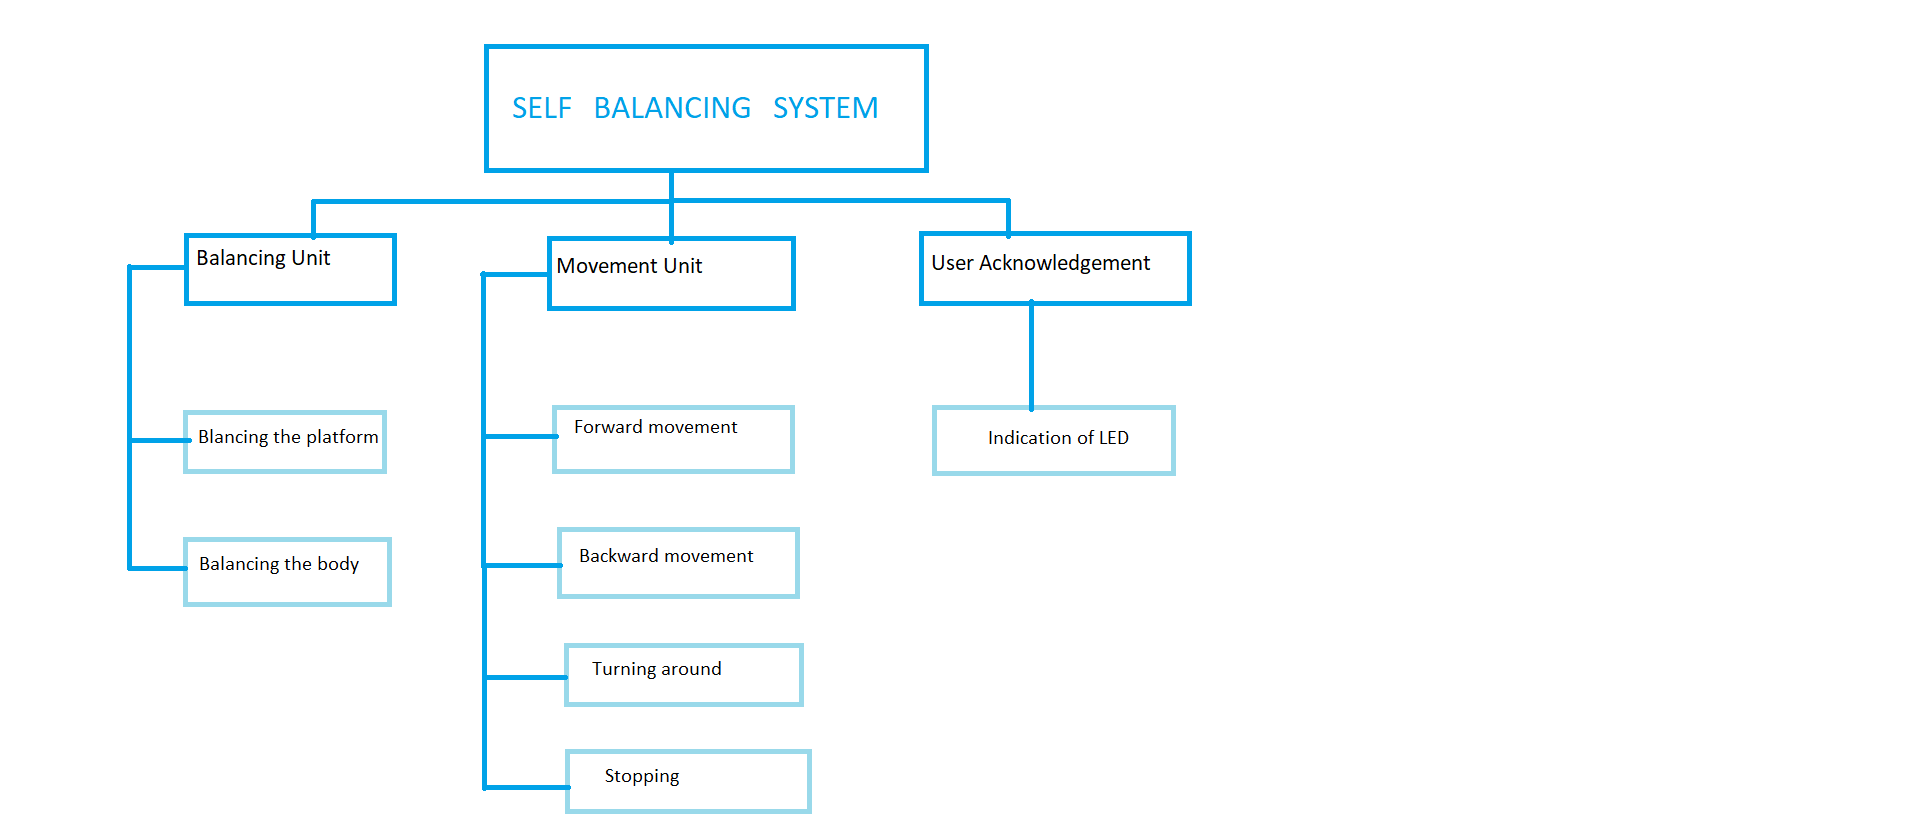 SELF BALANCING SYSTEM
Balancing Unit
Movement Unit
User Acknowledgement
Blancing the platform
Forward movement
Indication of LED
Balancing the body
Backward movement
Turning around
Stopping